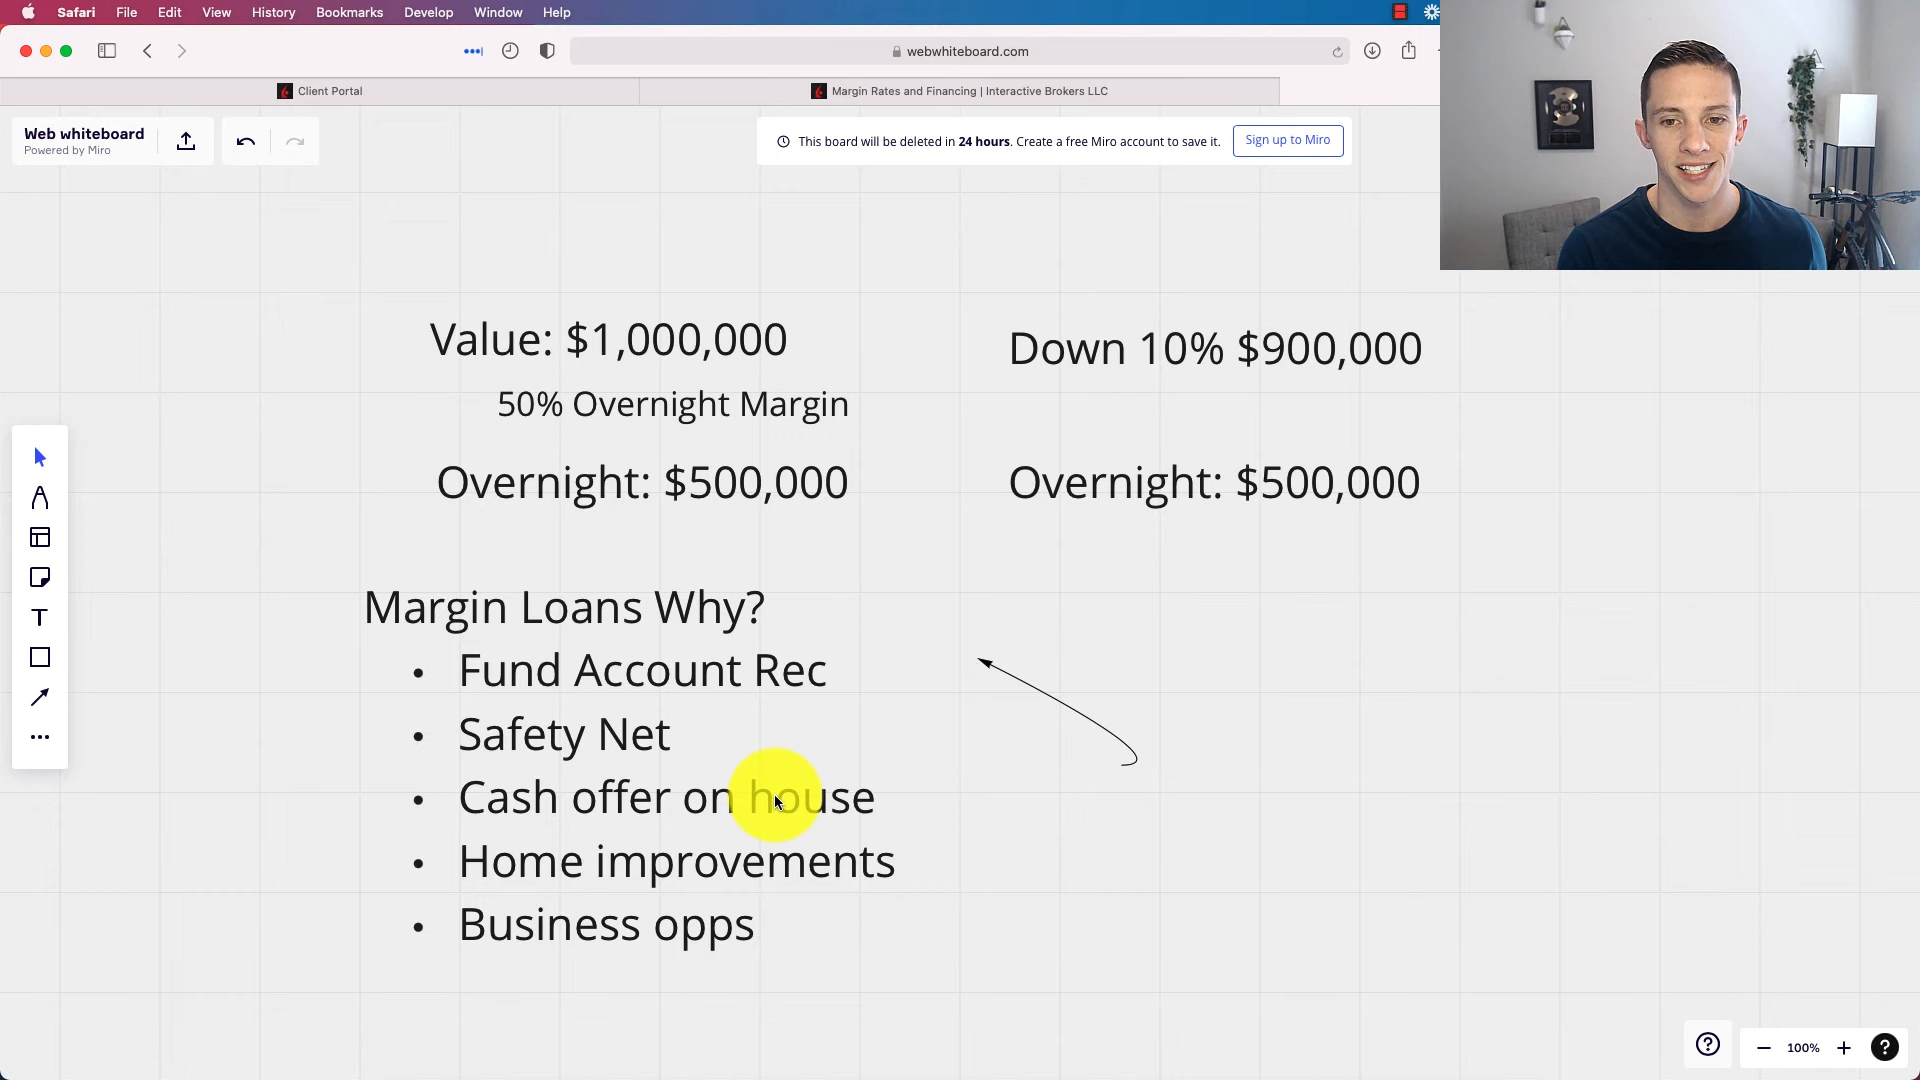 Safari File Edit View History Bookmarks Develop Window Help
webwhiteboard.com
Client Portal
Margin Rates and Financing | Interactive Brokers LLC
Web whiteboard
Powered by Miro
This board will be deleted in 24 hours. Create a free Miro account to save it.
Sign up to Miro
Value: $1,000,000
Down 10% $900,000
50% Overnight Margin
Overnight: $500,000
Overnight: $500,000
Margin Loans Why?
• Fund Account Rec
• Safety Net
• Cash offer on house
• Home improvements
• Business opps
100%